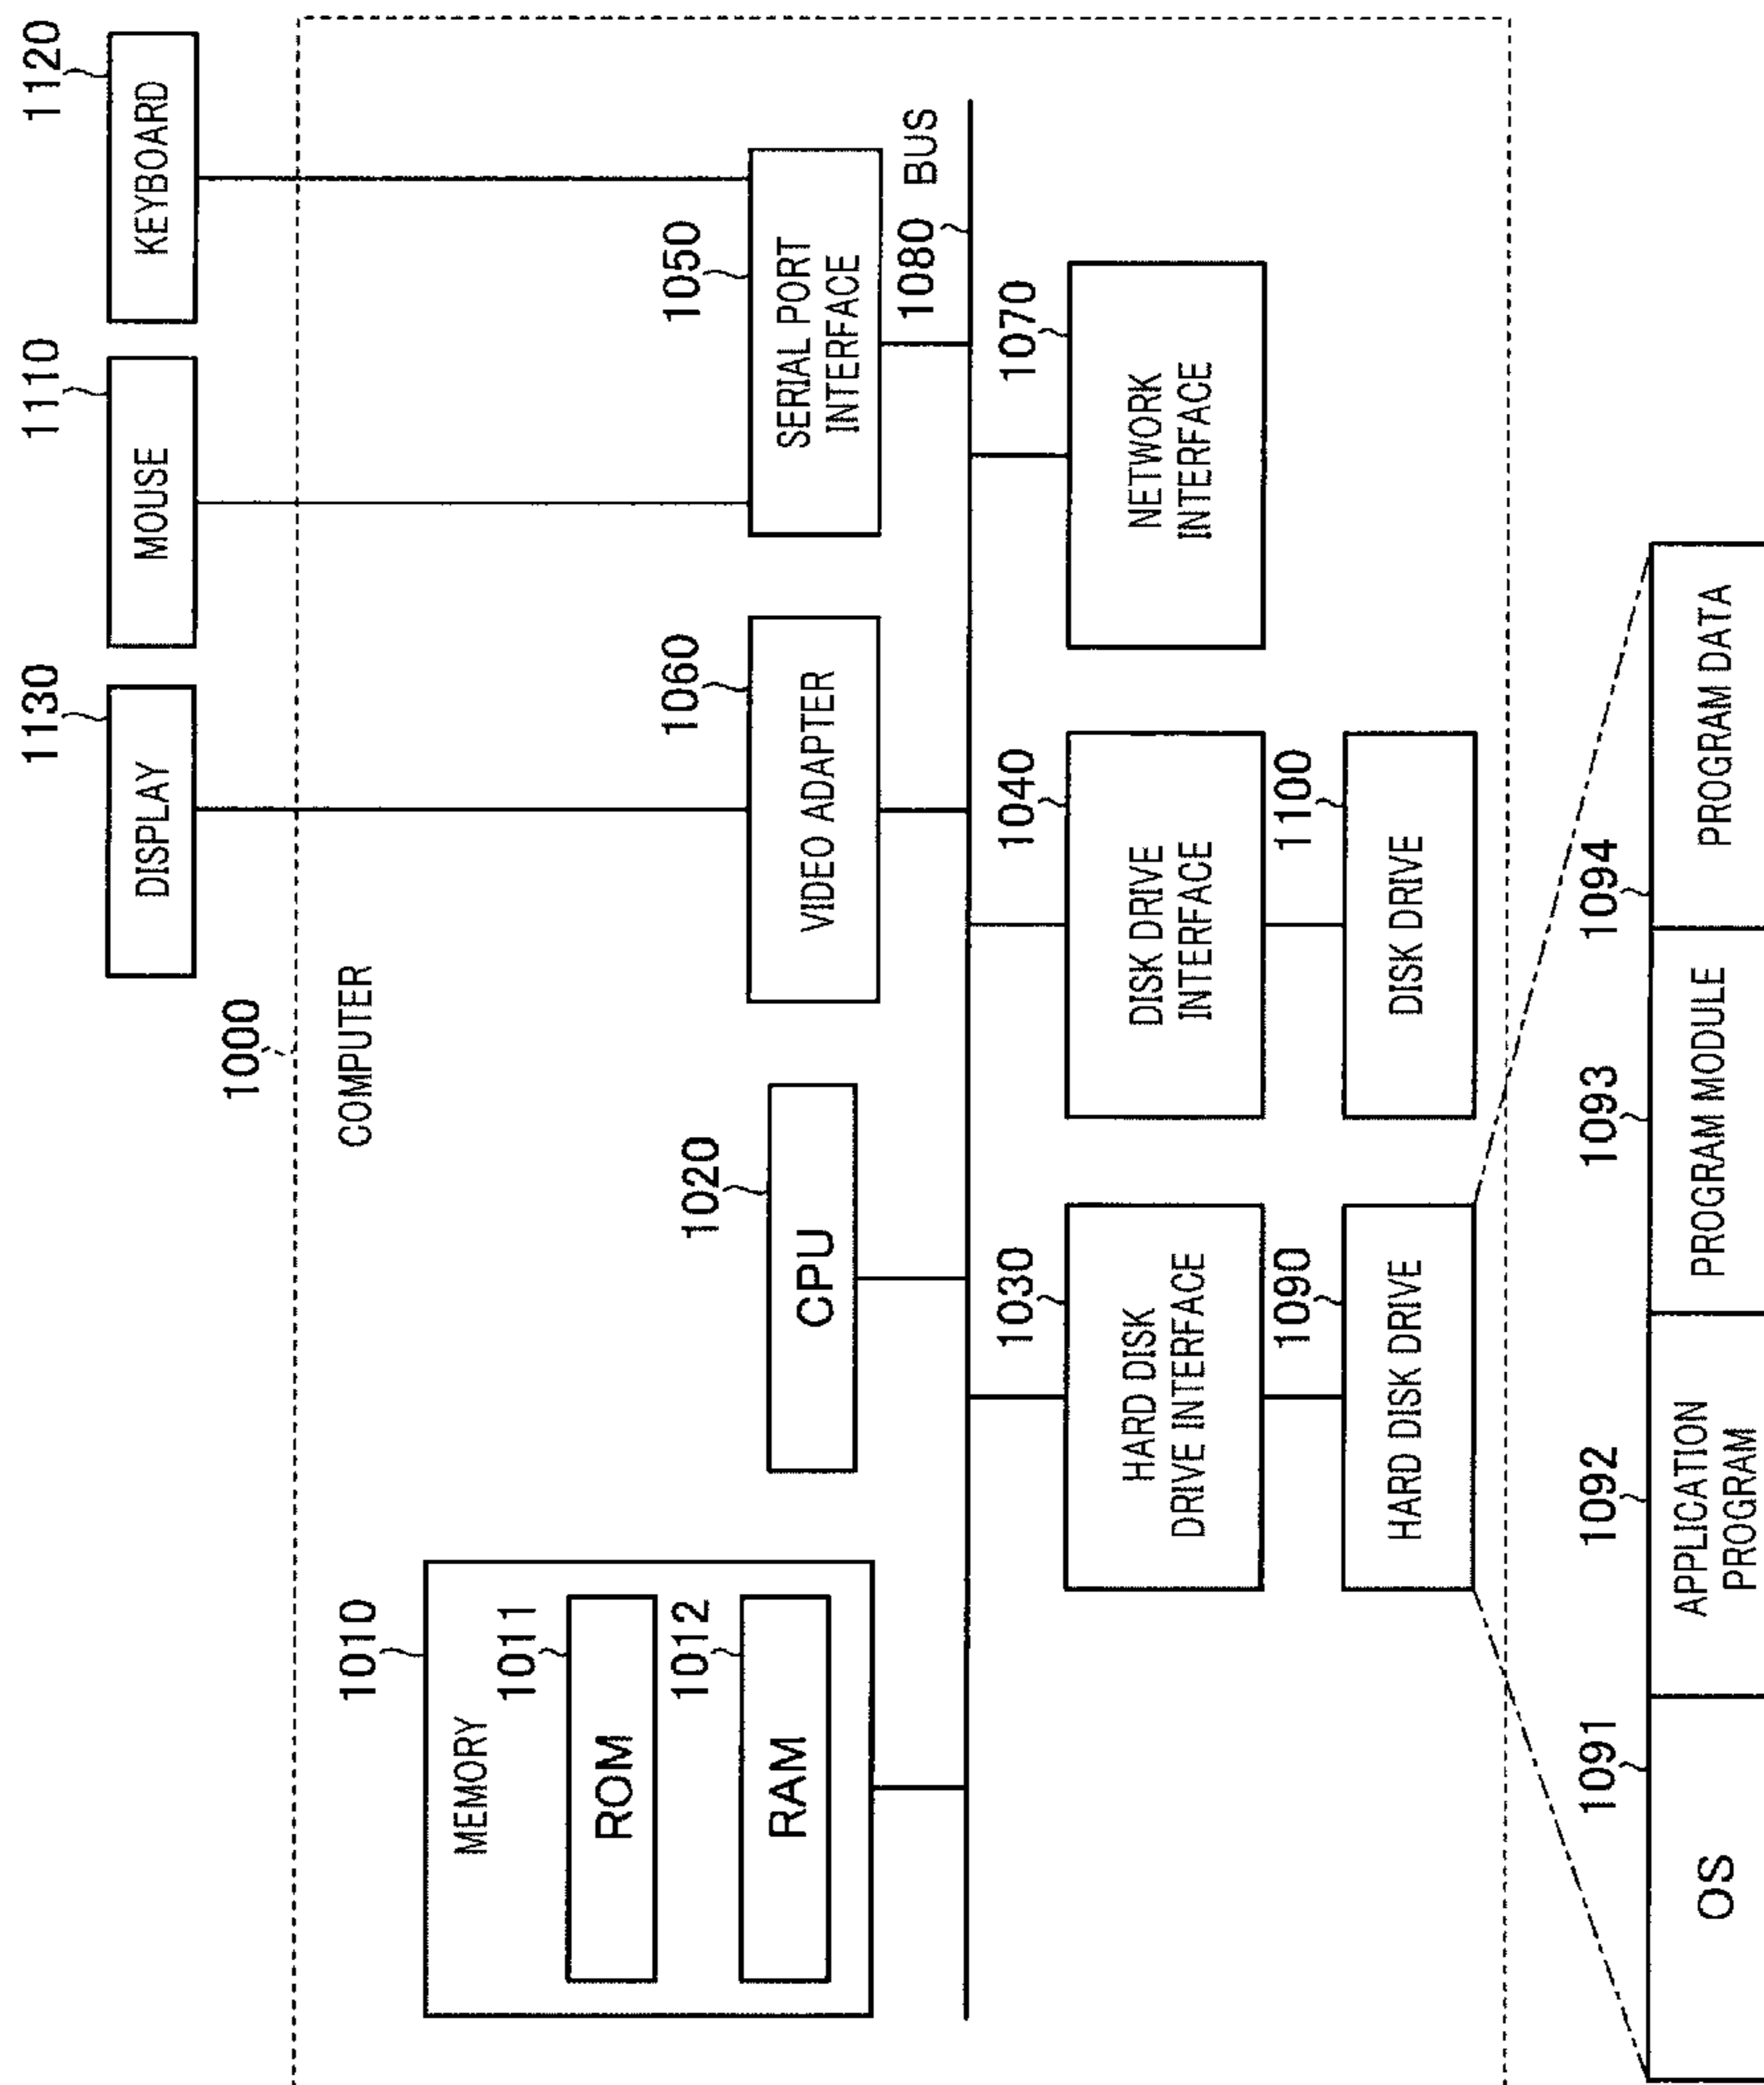 1000
COMPUTER
1010
MEMORY
1011
ROM
1012
RAM
1020
CPU
1130
DISPLAY
1110
MOUSE
1120
KEYBOARD
1060
VIDEO ADAPTER
1050
SERIAL PORT
INTERFACE
1080
BUS
1030
HARD DISK
DRIVE INTERFACE
1040
DISK DRIVE
INTERFACE
1070
NETWORK
INTERFACE
1090
HARD DISK DRIVE
1100
DISK DRIVE
1091
OS
1092
APPLICATION
PROGRAM
1093
PROGRAM MODULE
1094
PROGRAM DATA